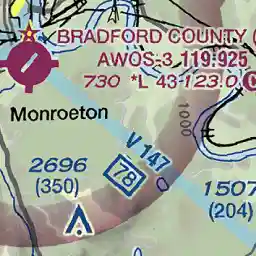 BRADFORD COUNTY (
AWOS-3 119.925
730 *L 43 123.0 C
Monroeton
V 147
1000
2696
(350)
78
1507
(204)